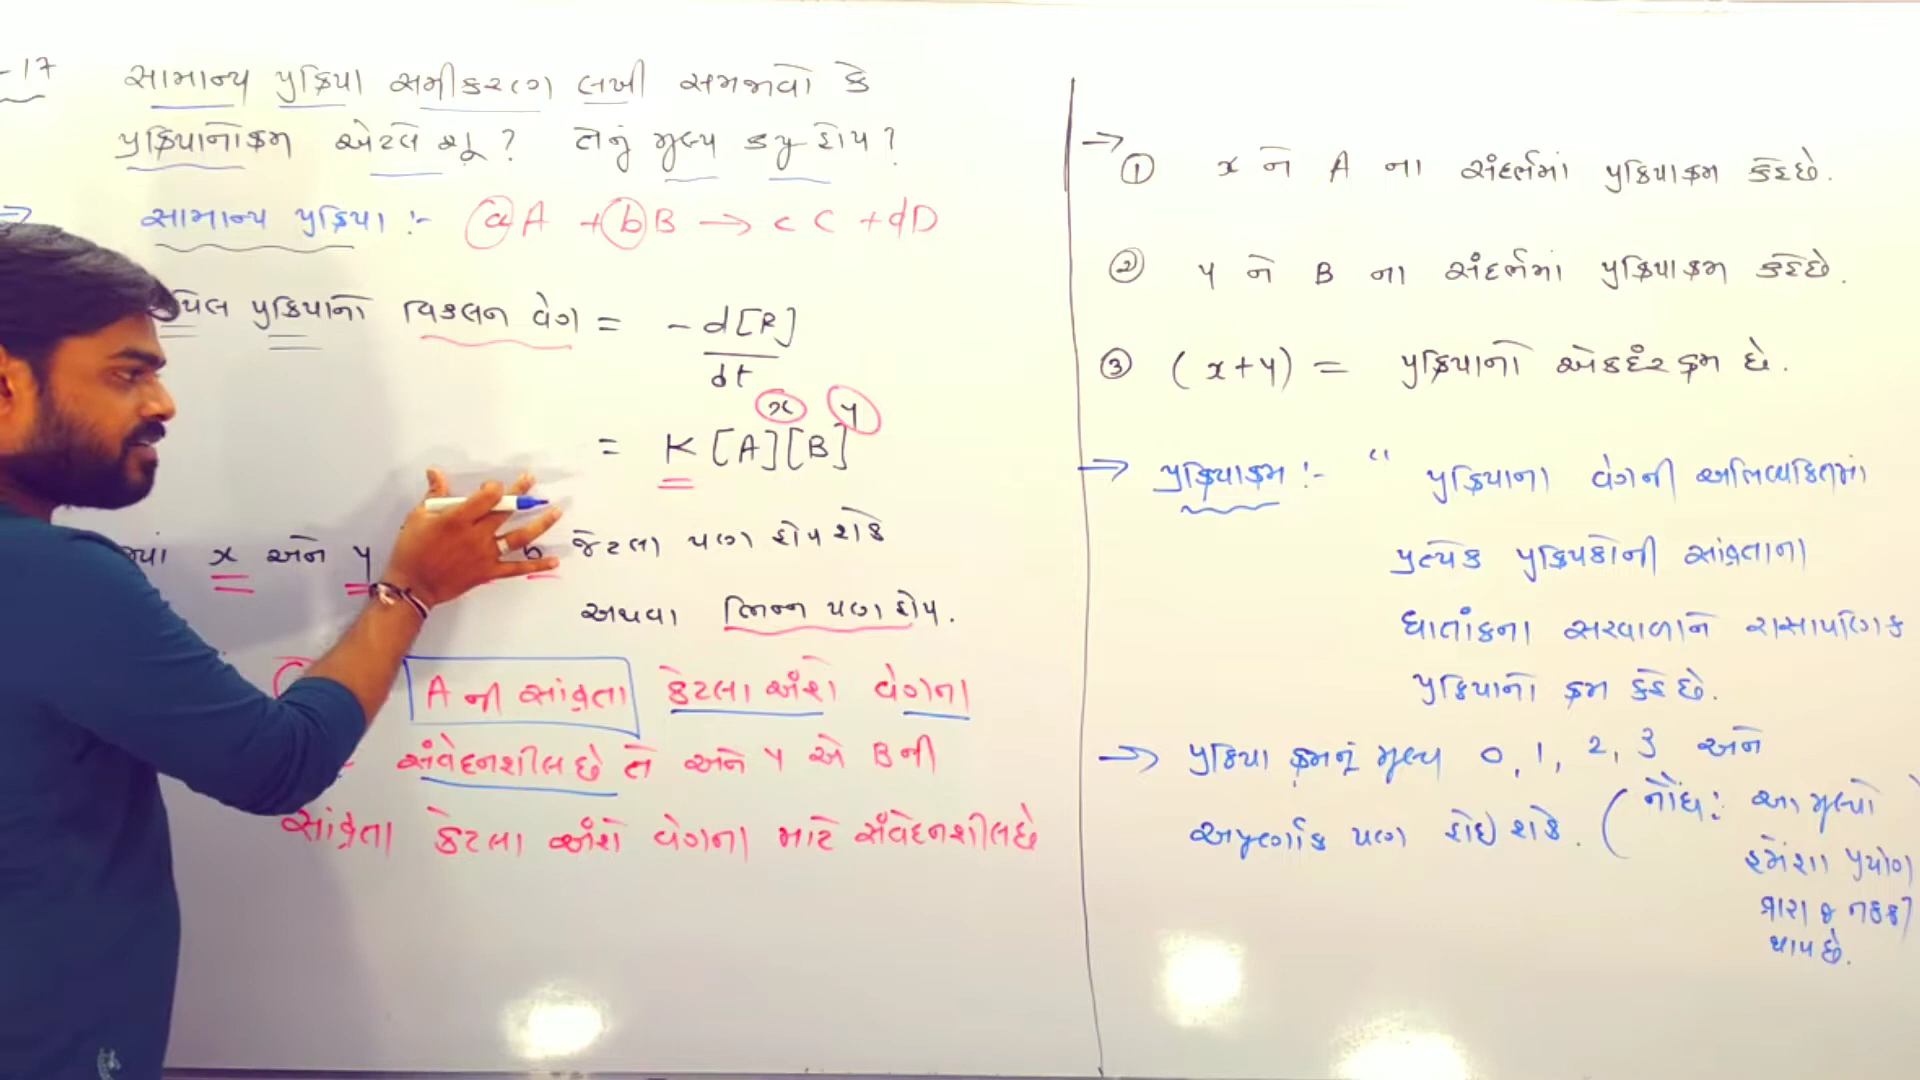 -17 સામાન્ય પ્રક્રિયા સમીકરણ લખી સમજાવો કે
પ્રક્રિયાનોક્રમ એટલે શૂ? તેનું મૂલ્ય કયુ હોય?
સામાન્ય પ્રક્રિયા :- aA + bB → cC + dD
પ્રક્રિયાનો વિકલન વેગ = -d[R]
dt
= K [A]x [B]y
x અને y b જેટલા પણ હોય શકે
અથવા ભિન્ન પણ હોય.
A ની સાંદ્રતા કેટલા અંશે વેગના
સંવેદનશીલ છે તે અને y એ B ની
સાંદ્રતા કેટલા અંશે વેગના માટે સંવેદનશીલ છે
→ ① x ને A ના સંદર્ભમાં પ્રક્રિયાક્રમ કહે છે.
② y ને B ના સંદર્ભમાં પ્રક્રિયાક્રમ કહે છે.
③ (x+y) = પ્રક્રિયાનો એકદંર ક્રમ છે.
→ પ્રક્રિયાક્રમ :- " પ્રક્રિયાના વેગની અભિવ્યકિતમાં
પ્રત્યેક પ્રક્રિયકોની સાંદ્રતાના
ઘાતાંકના સરવાળાને રાસાયણિક
પ્રક્રિયાનો ક્રમ કહે છે.
→ પ્રક્રિયા ક્રમનું મૂલ્ય 0, 1, 2, 3 અને
અપૂર્ણાંક પણ હોઇ શકે. (નોંધ: આ મૂલ્યો
હંમેશા પ્રયોગ
દ્વારા જ નકકી
થાય છે.